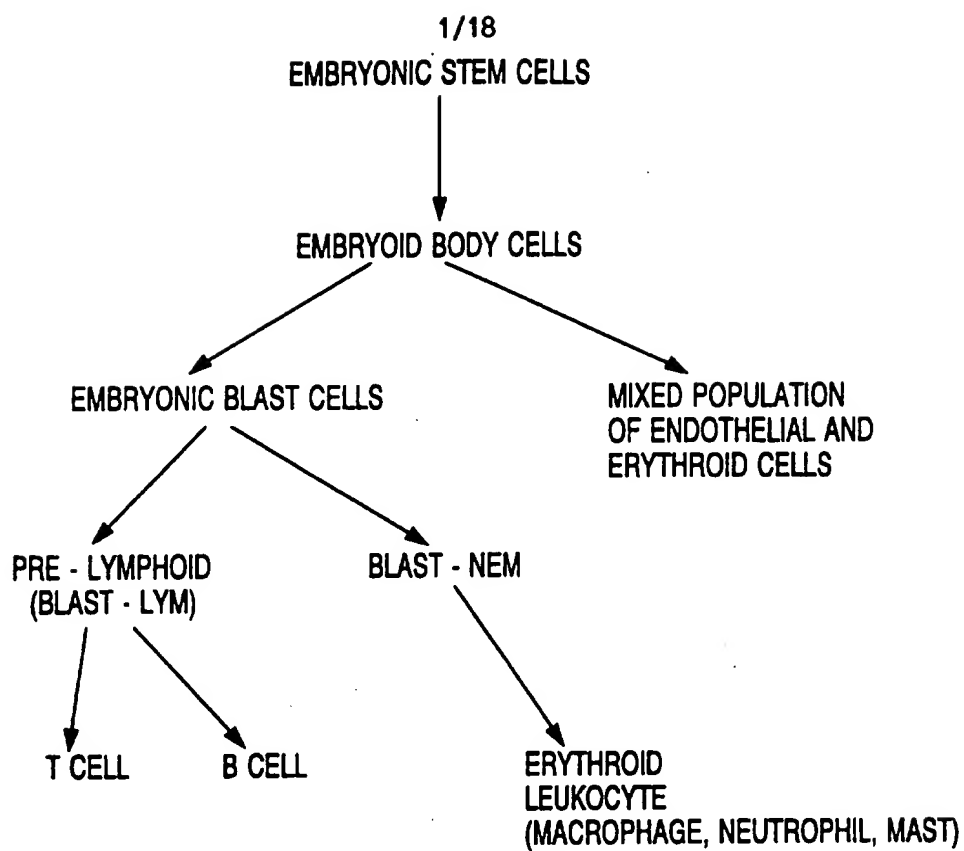 1/18
EMBRYONIC STEM CELLS
EMBRYOID BODY CELLS
EMBRYONIC BLAST CELLS
MIXED POPULATION
OF ENDOTHELIAL AND
ERYTHROID CELLS
PRE - LYMPHOID
(BLAST - LYM)
BLAST - NEM
T CELL
B CELL
ERYTHROID
LEUKOCYTE
(MACROPHAGE, NEUTROPHIL, MAST)